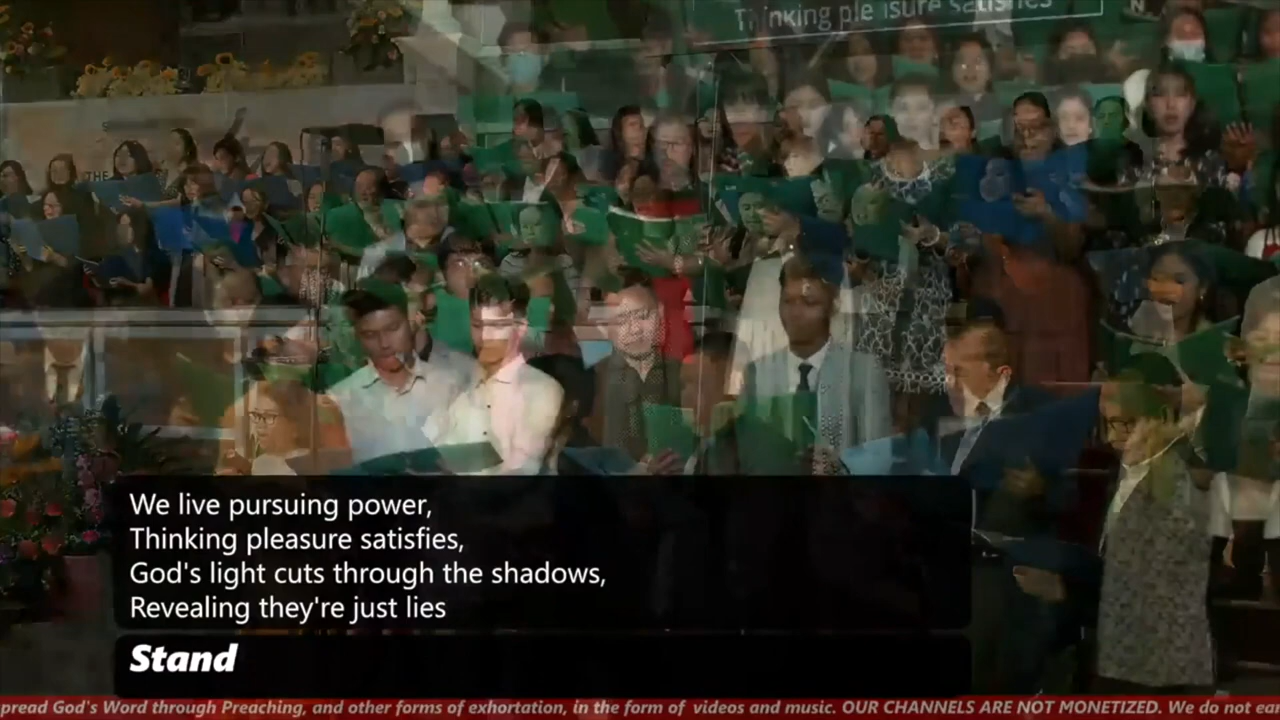 Thinking pleasure satisfies
N
THE
We live pursuing power,
Thinking pleasure satisfies,
God's light cuts through the shadows,
Revealing they're just lies
Stand
pread God's Word through Preaching, and other forms of exhortation, in the form of videos and music. OUR CHANNELS ARE NOT MONETIZED. We do not ear